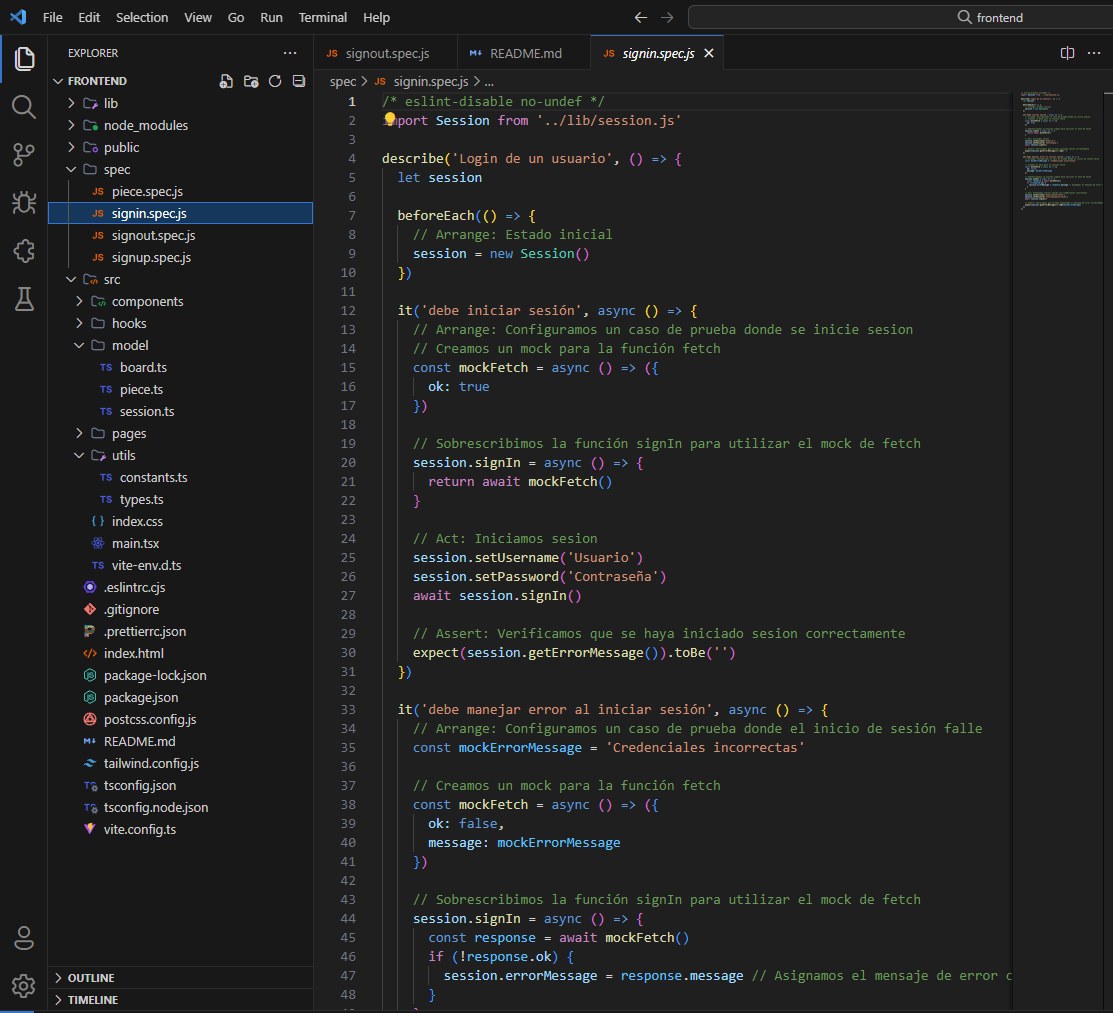 File Edit Selection View Go Run Terminal Help
frontend
EXPLORER
FRONTEND
lib
node_modules
public
spec
JS piece.spec.js
JS signin.spec.js
JS signout.spec.js
JS signup.spec.js
src
components
hooks
model
TS board.ts
TS piece.ts
TS session.ts
pages
utils
TS constants.ts
TS types.ts
{ } index.css
main.tsx
TS vite-env.d.ts
.eslintrc.cjs
.gitignore
.prettierrc.json
index.html
package-lock.json
package.json
postcss.config.js
README.md
tailwind.config.js
tsconfig.json
tsconfig.node.json
vite.config.ts
OUTLINE
TIMELINE
JS signout.spec.js README.md JS signin.spec.js
spec > JS signin.spec.js > ...
1 /* eslint-disable no-undef */
2 import Session from '../lib/session.js'
3
4 describe('Login de un usuario', () => {
5 let session
6
7 beforeEach(() => {
8 // Arrange: Estado inicial
9 session = new Session()
10 })
11
12 it('debe iniciar sesión', async () => {
13 // Arrange: Configuramos un caso de prueba donde se inicie sesion
14 // Creamos un mock para la función fetch
15 const mockFetch = async () => ({
16 ok: true
17 })
18
19 // Sobrescribimos la función signIn para utilizar el mock de fetch
20 session.signIn = async () => {
21 return await mockFetch()
22 }
23
24 // Act: Iniciamos sesion
25 session.setUsername('Usuario')
26 session.setPassword('Contraseña')
27 await session.signIn()
28
29 // Assert: Verificamos que se haya iniciado sesion correctamente
30 expect(session.getErrorMessage()).toBe('')
31 })
32
33 it('debe manejar error al iniciar sesión', async () => {
34 // Arrange: Configuramos un caso de prueba donde el inicio de sesión falle
35 const mockErrorMessage = 'Credenciales incorrectas'
36
37 // Creamos un mock para la función fetch
38 const mockFetch = async () => ({
39 ok: false,
40 message: mockErrorMessage
41 })
42
43 // Sobrescribimos la función signIn para utilizar el mock de fetch
44 session.signIn = async () => {
45 const response = await mockFetch()
46 if (!response.ok) {
47 session.errorMessage = response.message // Asignamos el mensaje de error c
48 }